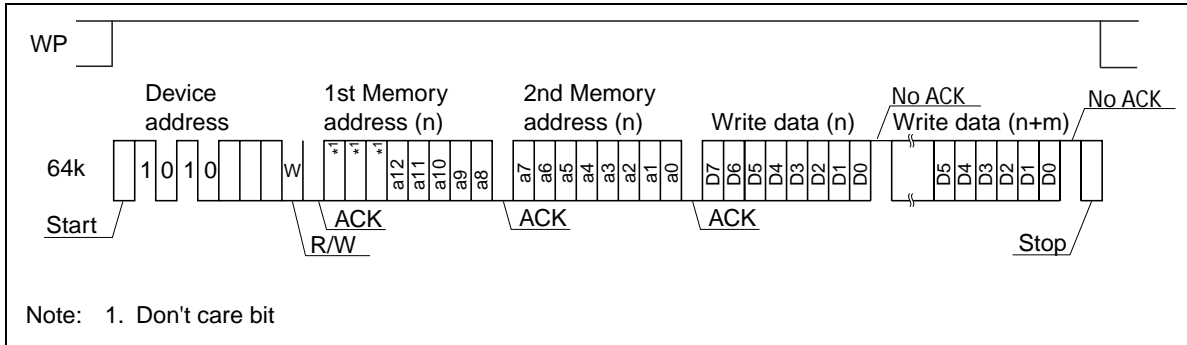 WP
Device address
1st Memory address (n)
2nd Memory address (n)
Write data (n)
No ACK
Write data (n+m)
No ACK
64k
1 0 1 0
W
*1 *1 *1 a12 a11 a10 a9 a8
a7 a6 a5 a4 a3 a2 a1 a0
D7 D6 D5 D4 D3 D2 D1 D0
D5 D4 D3 D2 D1 D0
Start
R/W
ACK
ACK
ACK
Stop
Note: 1. Don't care bit